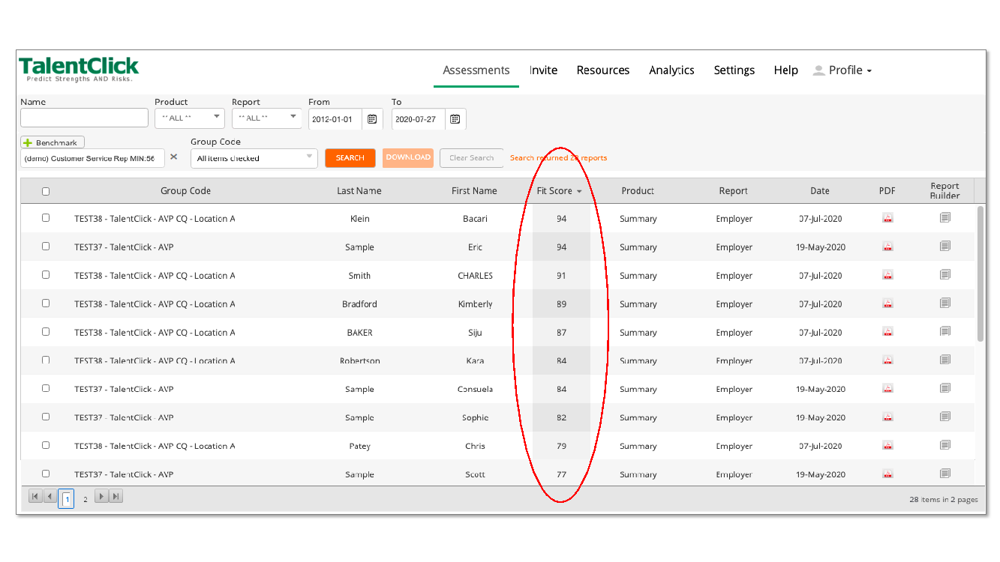 TalentClick
Predict Strengths AND Risks.
Assessments Invite Resources Analytics Settings Help Profile
Name Product Report From To
** ALL ** ** ALL ** 2012-01-01 2020-07-27
Benchmark Group Code
(demo) Customer Service Rep MIN:56 × All items checked SEARCH DOWNLOAD Clear Search Search returned 28 reports
Group Code Last Name First Name Fit Score Product Report Date PDF Report Builder
TEST38 - TalentClick - AVP CQ - Location A Klein Bacari 94 Summary Employer 07-Jul-2020
TEST37 - TalentClick - AVP Sample Eric 94 Summary Employer 19-May-2020
TEST38 - TalentClick - AVP CQ - Location A Smith CHARLES 91 Summary Employer 07-Jul-2020
TEST38 - TalentClick - AVP CQ - Location A Bradford Kimberly 89 Summary Employer 07-Jul-2020
TEST38 - TalentClick - AVP CQ - Location A BAKER Siju 87 Summary Employer 07-Jul-2020
TEST38 - TalentClick - AVP CQ - Location A Robertson Kara 84 Summary Employer 07-Jul-2020
TEST37 - TalentClick - AVP Sample Consuela 84 Summary Employer 19-May-2020
TEST37 - TalentClick - AVP Sample Sophie 82 Summary Employer 19-May-2020
TEST38 - TalentClick - AVP CQ - Location A Patey Chris 79 Summary Employer 07-Jul-2020
TEST37 - TalentClick - AVP Sample Scott 77 Summary Employer 19-May-2020
1 2 28 items in 2 pages